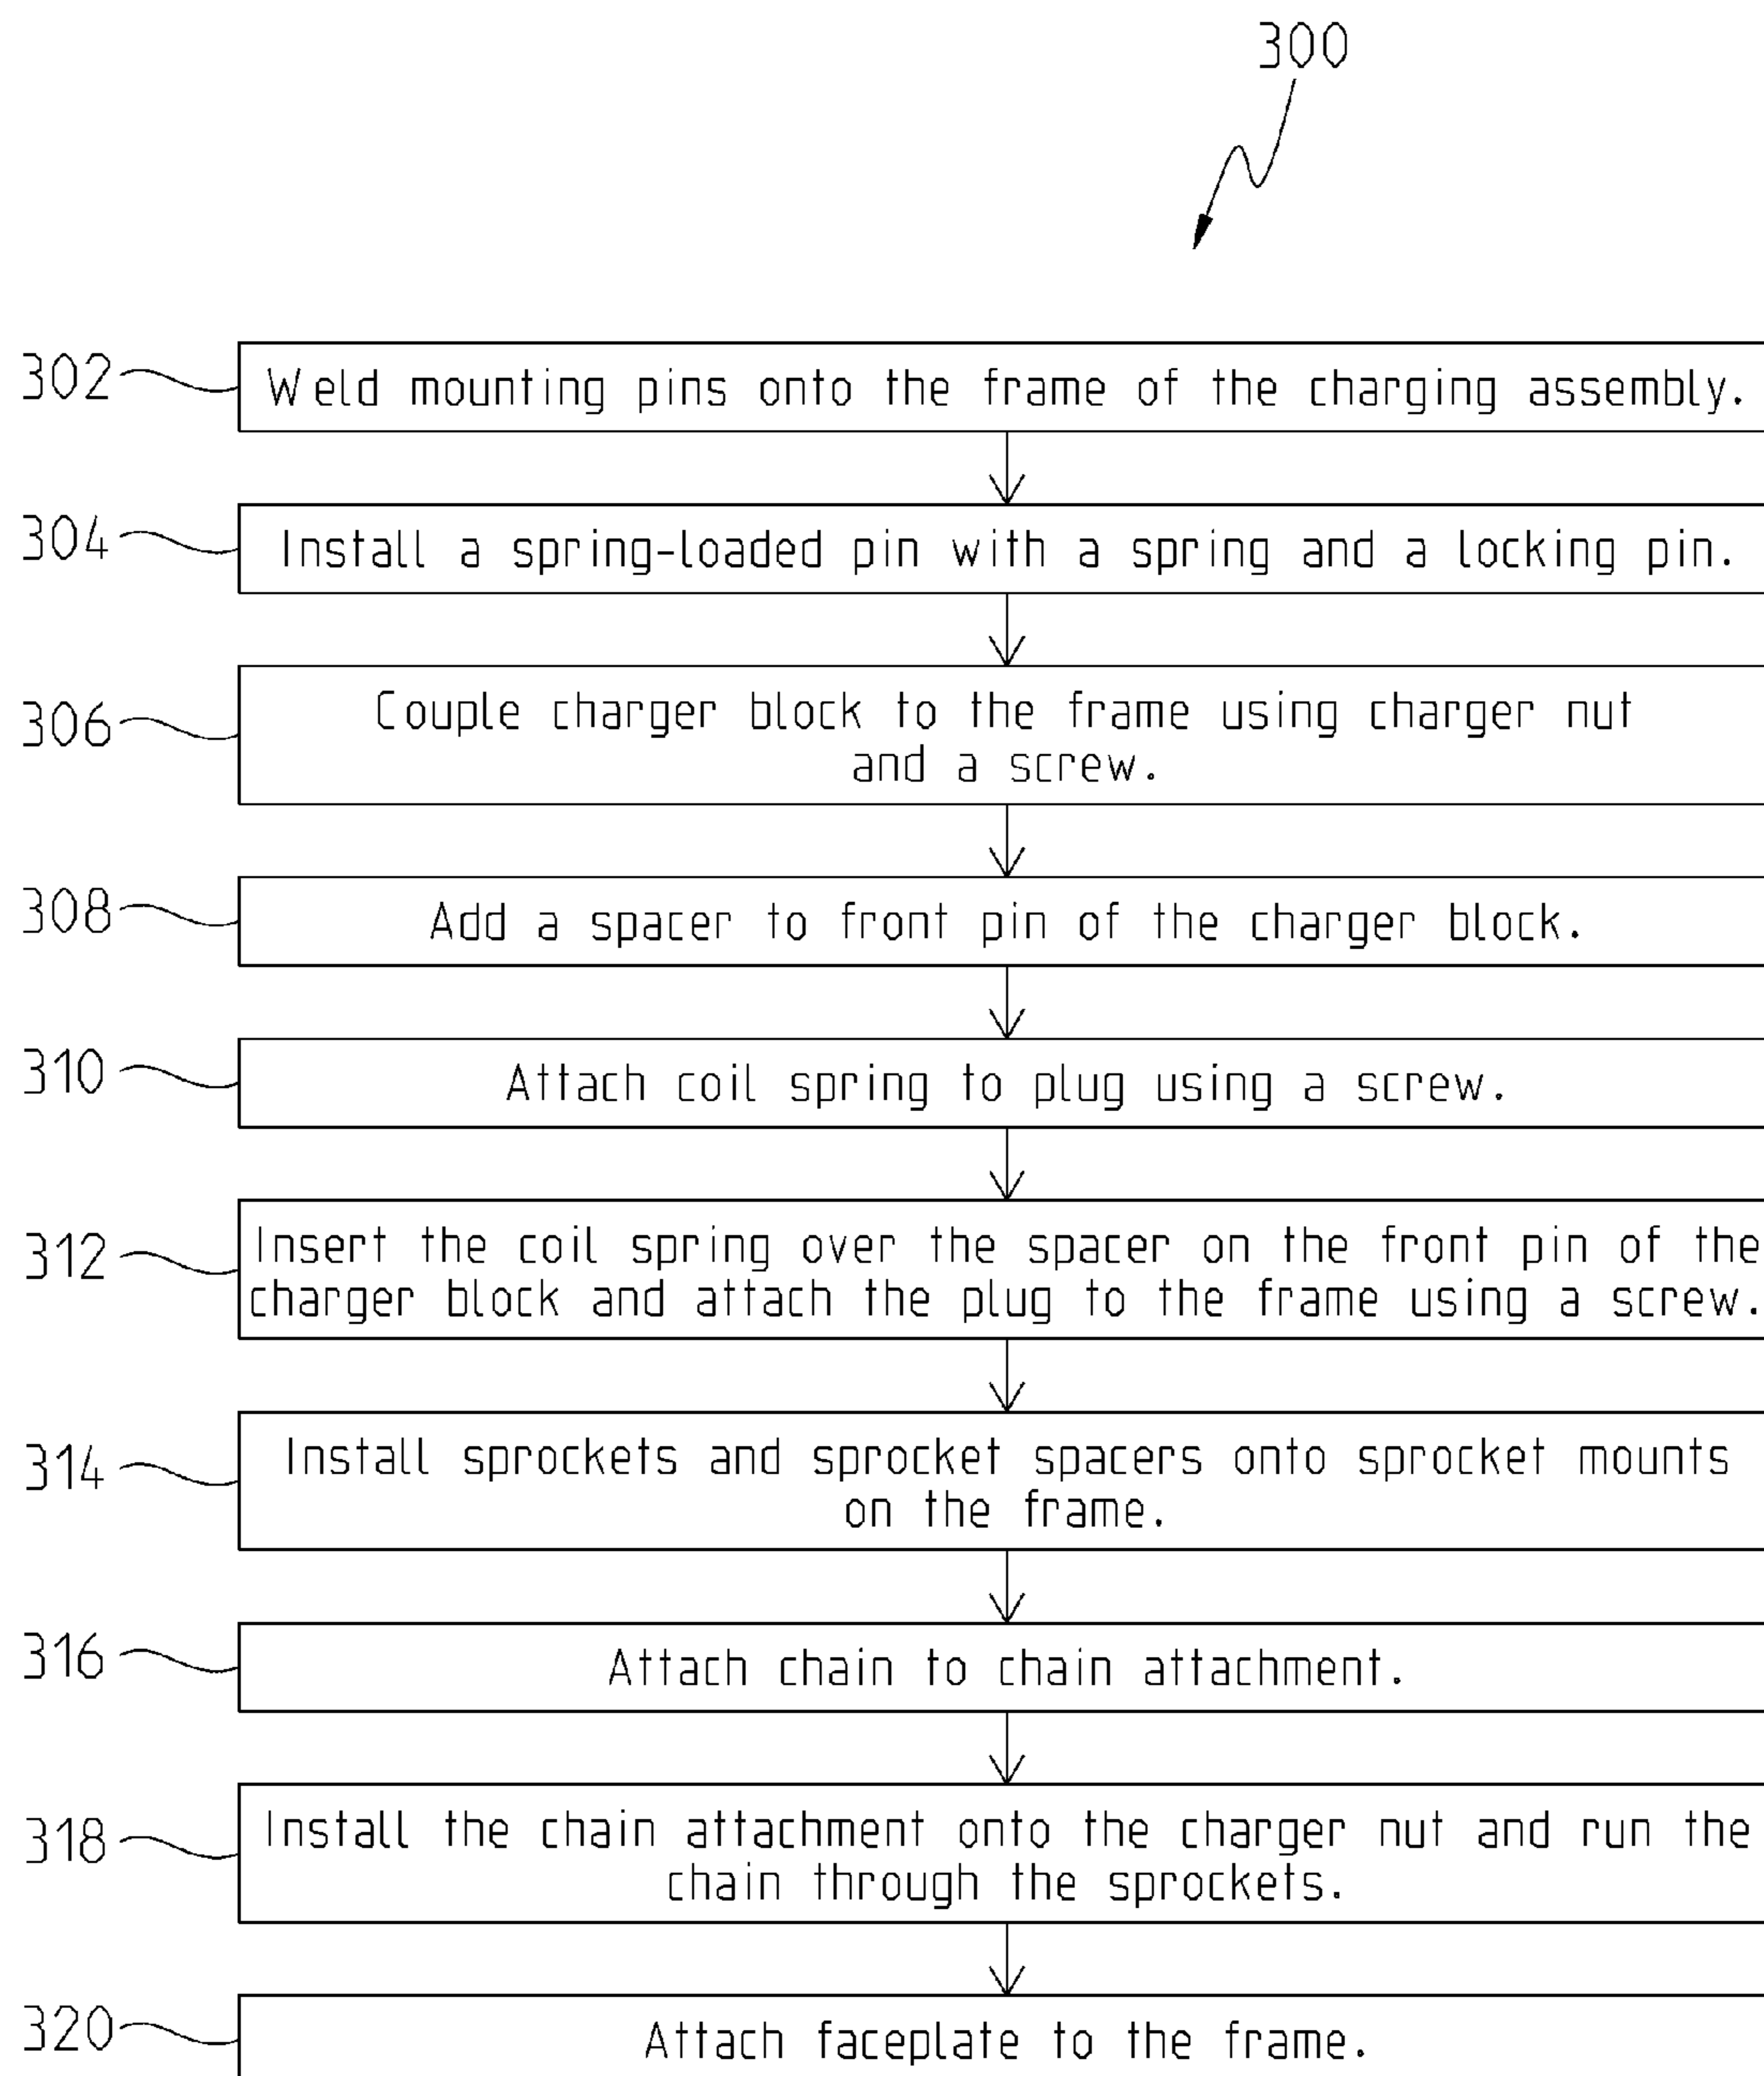 300
302
Weld mounting pins onto the frame of the charging assembly.
304
Install a spring-loaded pin with a spring and a locking pin.
306
Couple charger block to the frame using charger nut
and a screw.
308
Add a spacer to front pin of the charger block.
310
Attach coil spring to plug using a screw.
312
Insert the coil spring over the spacer on the front pin of the
charger block and attach the plug to the frame using a screw.
314
Install sprockets and sprocket spacers onto sprocket mounts
on the frame.
316
Attach chain to chain attachment.
318
Install the chain attachment onto the charger nut and run the
chain through the sprockets.
320
Attach faceplate to the frame.